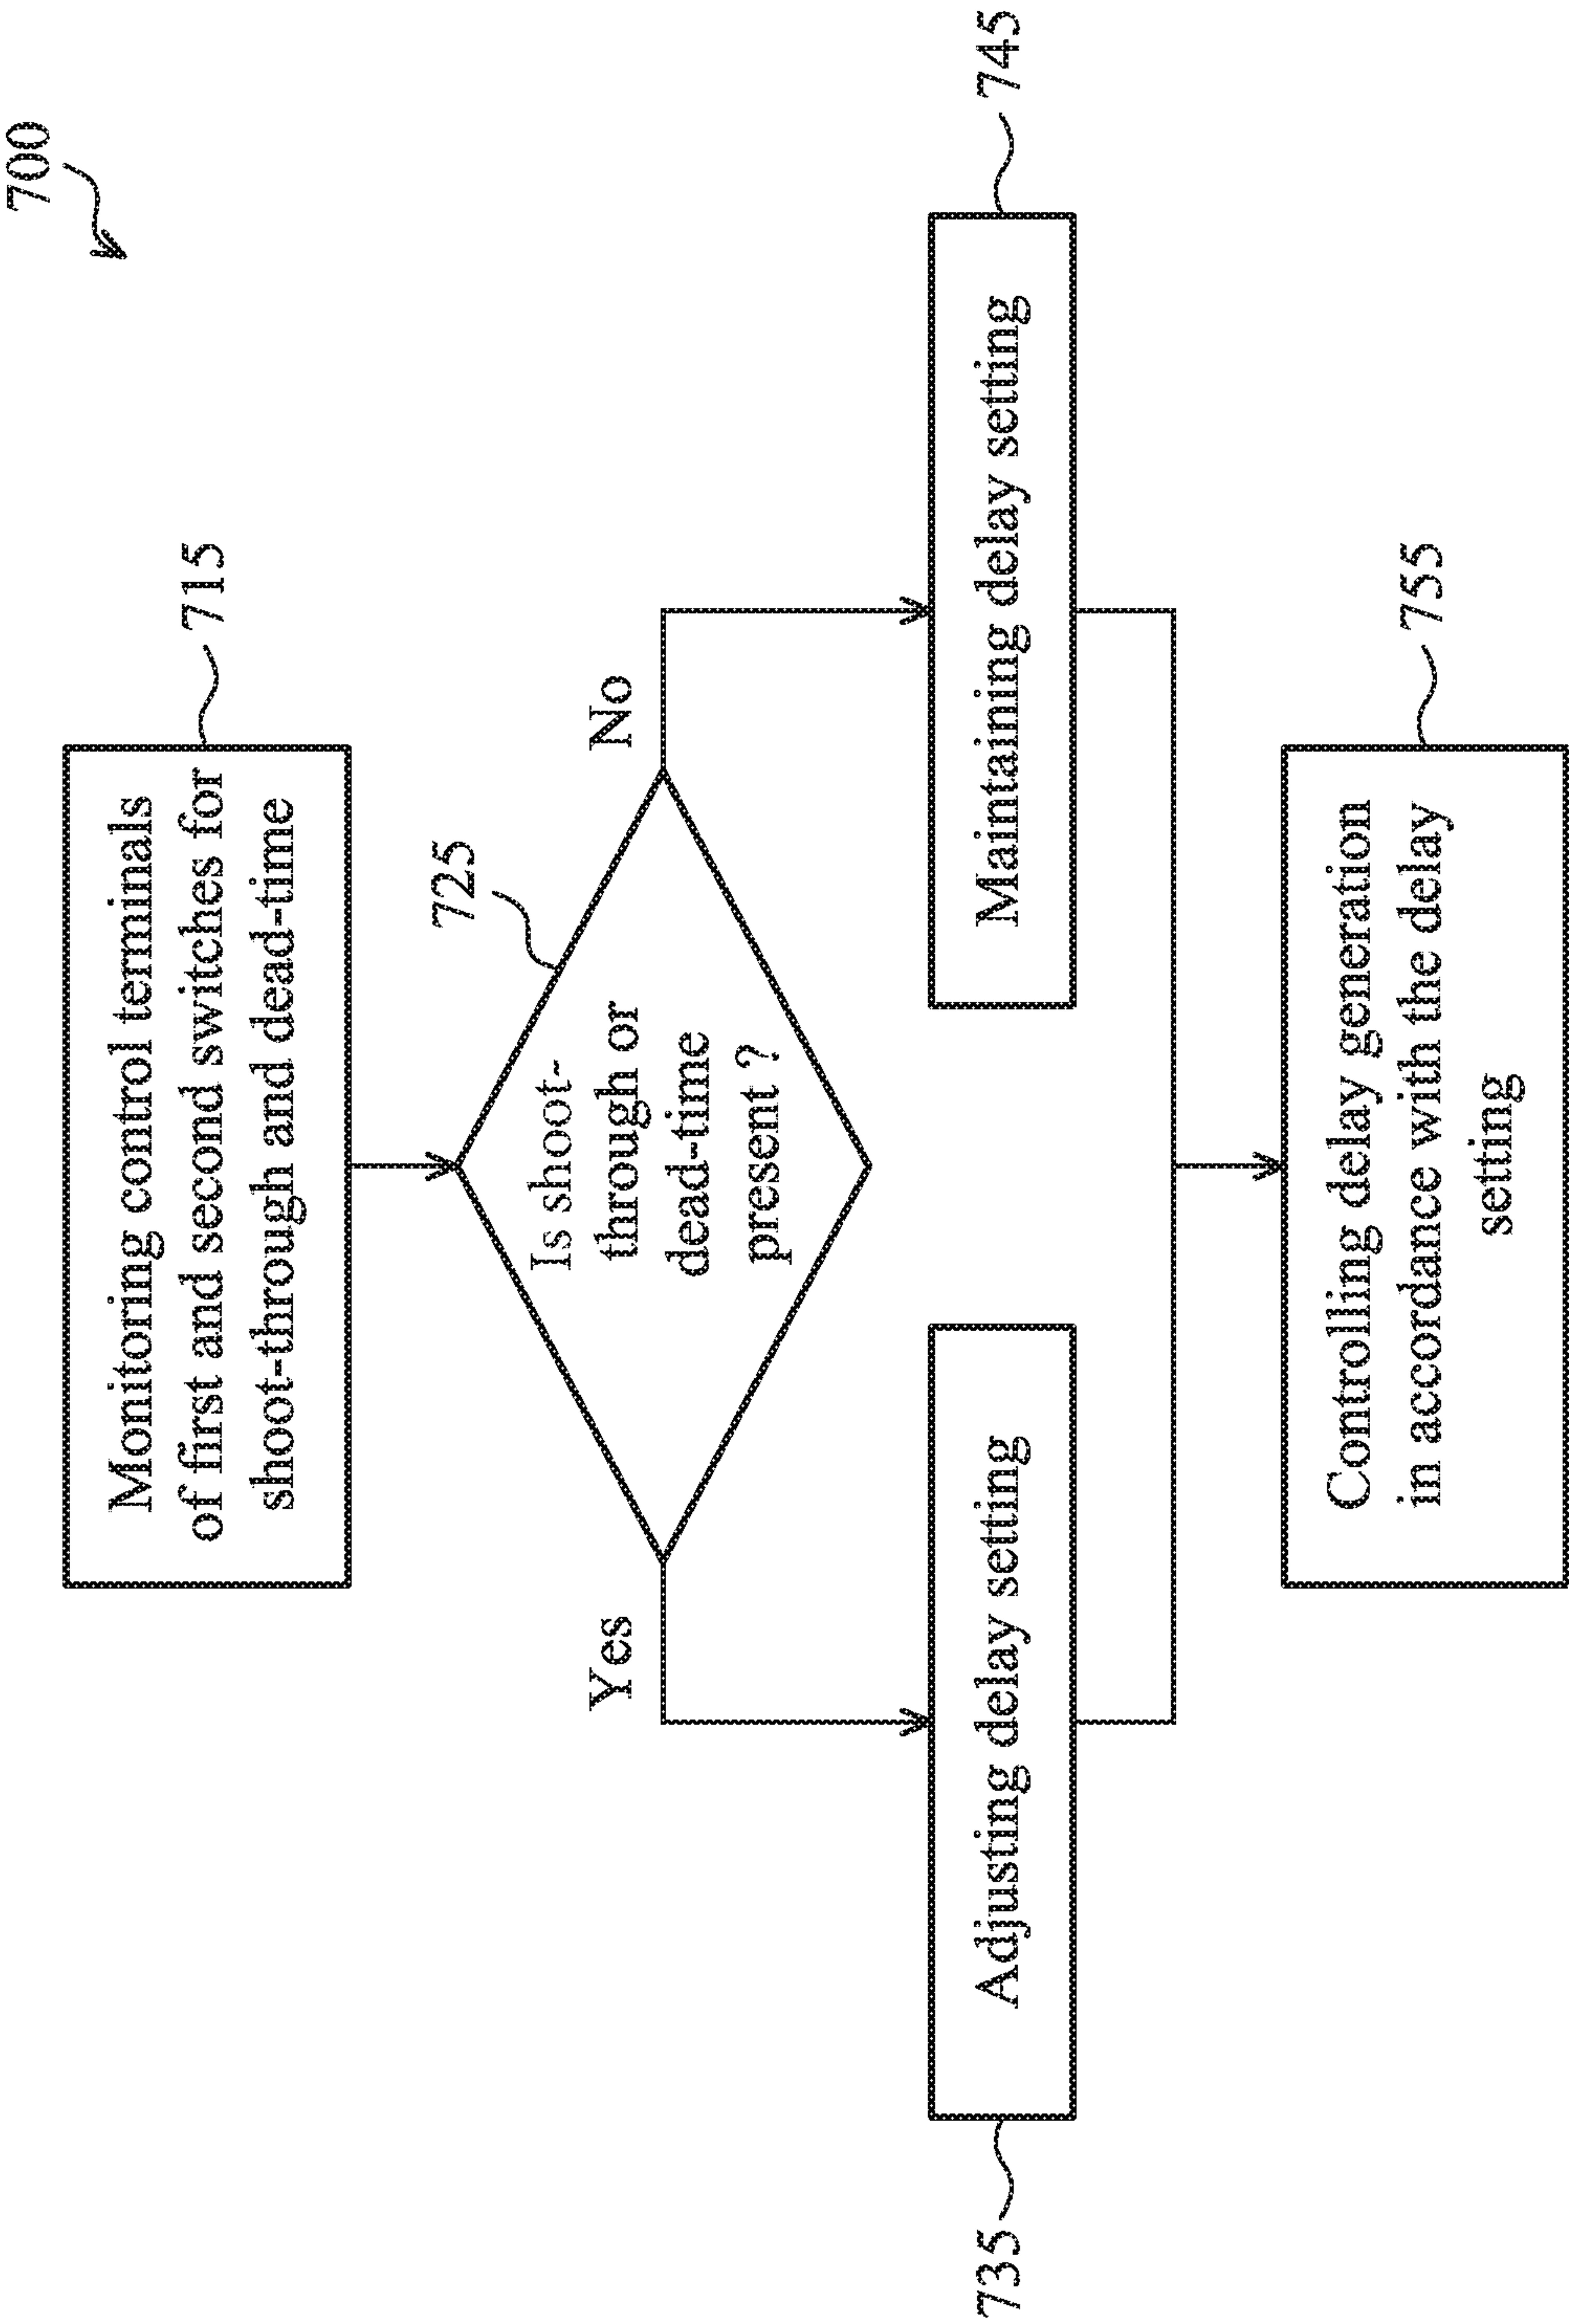 700
Monitoring control terminals
of first and second switches for
shoot-through and dead-time
715
725
Is shoot-
through or
dead-time
present ?
Yes
No
735
Adjusting delay setting
Maintaining delay setting
745
Controlling delay generation
in accordance with the delay
setting
755